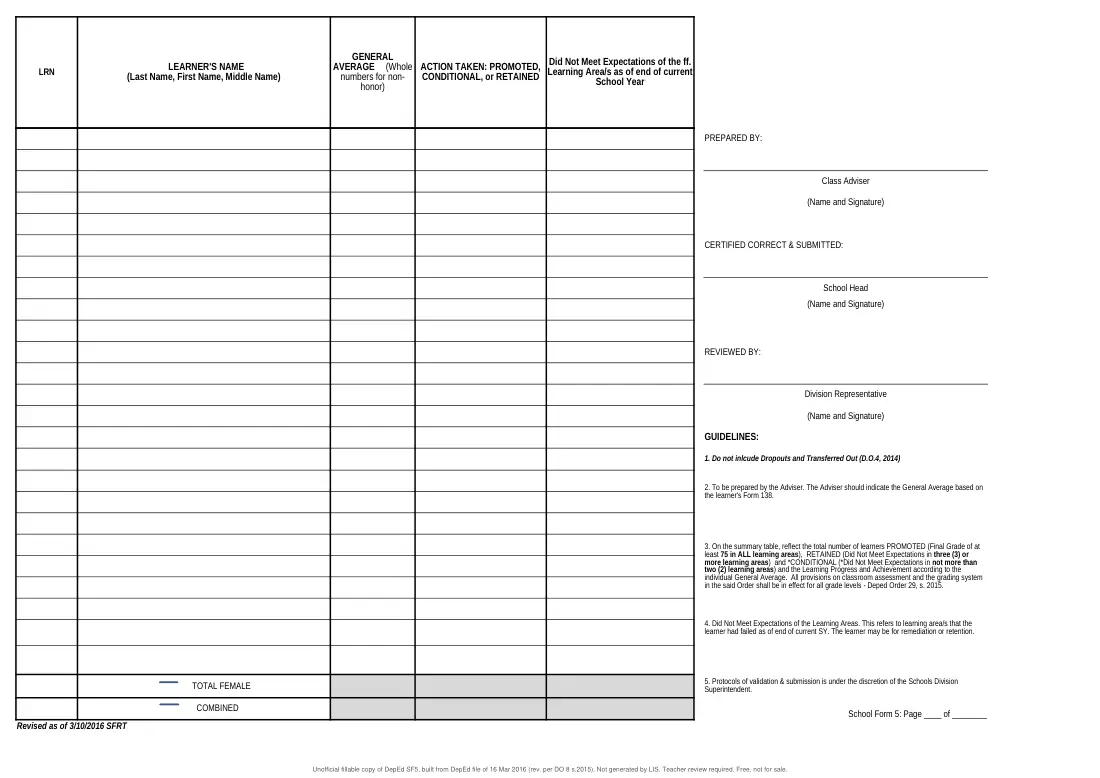 LRN
LEARNER'S NAME
(Last Name, First Name, Middle Name)
GENERAL
AVERAGE (Whole
numbers for non-
honor)
ACTION TAKEN: PROMOTED,
CONDITIONAL, or RETAINED
Did Not Meet Expectations of the ff.
Learning Area/s as of end of current
School Year
TOTAL FEMALE
COMBINED
Revised as of 3/10/2016 SFRT
PREPARED BY:
Class Adviser
(Name and Signature)
CERTIFIED CORRECT & SUBMITTED:
School Head
(Name and Signature)
REVIEWED BY:
Division Representative
(Name and Signature)
GUIDELINES:
1. Do not inlcude Dropouts and Transferred Out (D.O.4, 2014)
2. To be prepared by the Adviser. The Adviser should indicate the General Average based on
the learner's Form 138.
3. On the summary table, reflect the total number of learners PROMOTED (Final Grade of at
least 75 in ALL learning areas), RETAINED (Did Not Meet Expectations in three (3) or
more learning areas) and *CONDITIONAL (*Did Not Meet Expectations in not more than
two (2) learning areas) and the Learning Progress and Achievement according to the
individual General Average. All provisions on classroom assessment and the grading system
in the said Order shall be in effect for all grade levels - Deped Order 29, s. 2015.
4. Did Not Meet Expectations of the Learning Areas. This refers to learning area/s that the
learner had failed as of end of current SY. The learner may be for remediation or retention.
5. Protocols of validation & submission is under the discretion of the Schools Division
Superintendent.
School Form 5: Page ____ of ________
Unofficial fillable copy of DepEd SF5, built from DepEd file of 16 Mar 2016 (rev. per DO 8 s.2015). Not generated by LIS. Teacher review required. Free, not for sale.